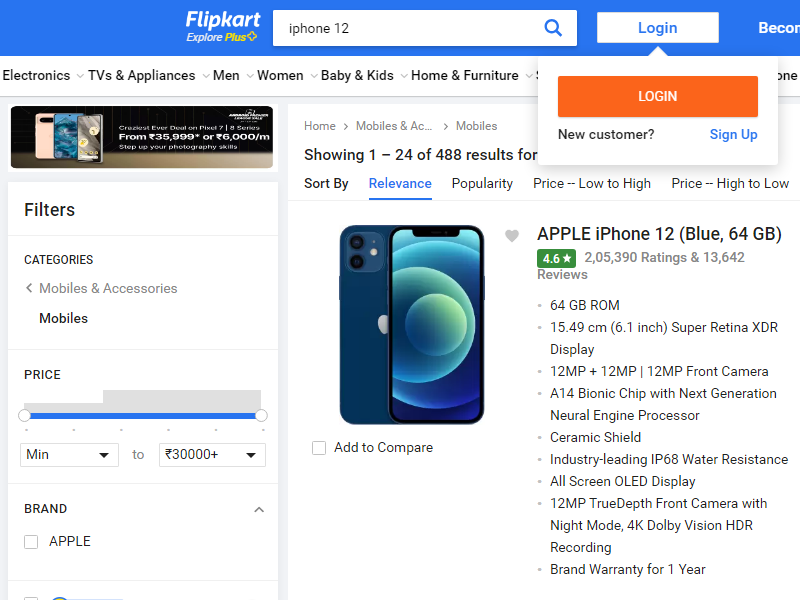 Flipkart
Explore Plus
iphone 12
Login
Becom
Electronics
TVs & Appliances
Men
Women
Baby & Kids
Home & Furniture
LOGIN
New customer?
Sign Up
Craziest Ever Deal on Pixel 7 | 8 Series
From ₹35,999* or ₹6,000/m
Step up your photography skills
Home
Mobiles & Ac...
Mobiles
Showing 1 – 24 of 488 results for
Sort By
Relevance
Popularity
Price -- Low to High
Price -- High to Low
Filters
CATEGORIES
Mobiles & Accessories
Mobiles
PRICE
Min
to
₹30000+
BRAND
APPLE
Add to Compare
APPLE iPhone 12 (Blue, 64 GB)
4.6 ★
2,05,390 Ratings & 13,642
Reviews
64 GB ROM
15.49 cm (6.1 inch) Super Retina XDR
Display
12MP + 12MP | 12MP Front Camera
A14 Bionic Chip with Next Generation
Neural Engine Processor
Ceramic Shield
Industry-leading IP68 Water Resistance
All Screen OLED Display
12MP TrueDepth Front Camera with
Night Mode, 4K Dolby Vision HDR
Recording
Brand Warranty for 1 Year